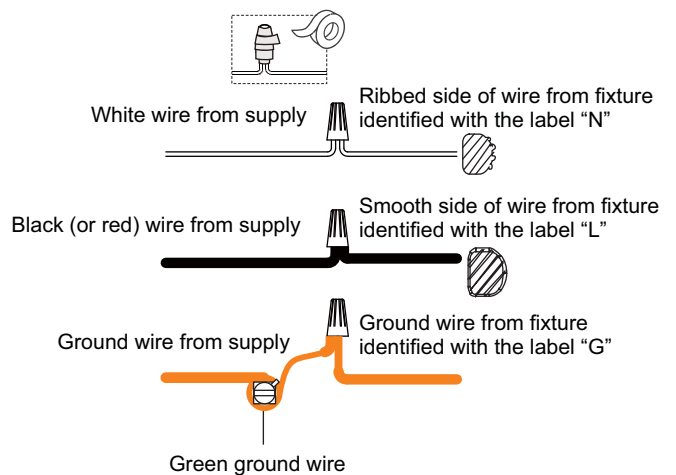 White wire from supply
Ribbed side of wire from fixture
identified with the label “N”
Black (or red) wire from supply
Smooth side of wire from fixture
identified with the label “L”
Ground wire from supply
Ground wire from fixture
identified with the label “G”
Green ground wire